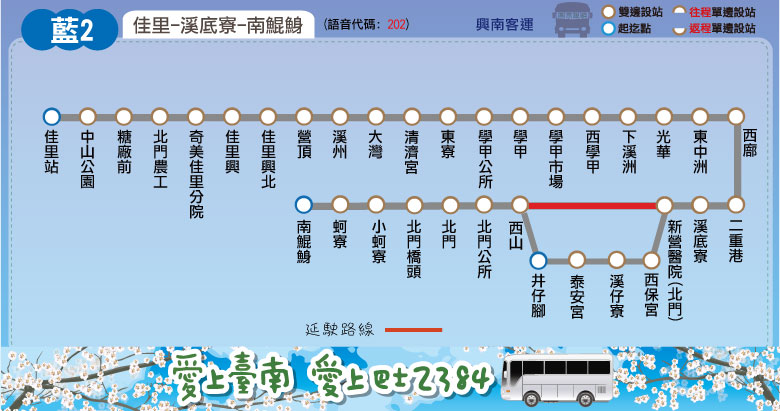 藍2
佳里-溪底寮-南鯤鯓
(語音代碼: 202)
興南客運
雙邊設站
起迄點
往程單邊設站
返程單邊設站
佳里站
中山公園
糖廠前
北門農工
奇美佳里分院
佳里興
佳里興北
營頂
溪州
大灣
清濟宮
東寮
學甲公所
學甲
學甲市場
西學甲
下溪洲
光華
東中洲
西廍
二重港
溪底寮
新營醫院(北門)
西保宮
溪仔寮
泰安宮
井仔腳
西山
北門公所
北門
北門橋頭
小蚵寮
蚵寮
南鯤鯓
延駛路線
愛上臺南 愛上巴士2384